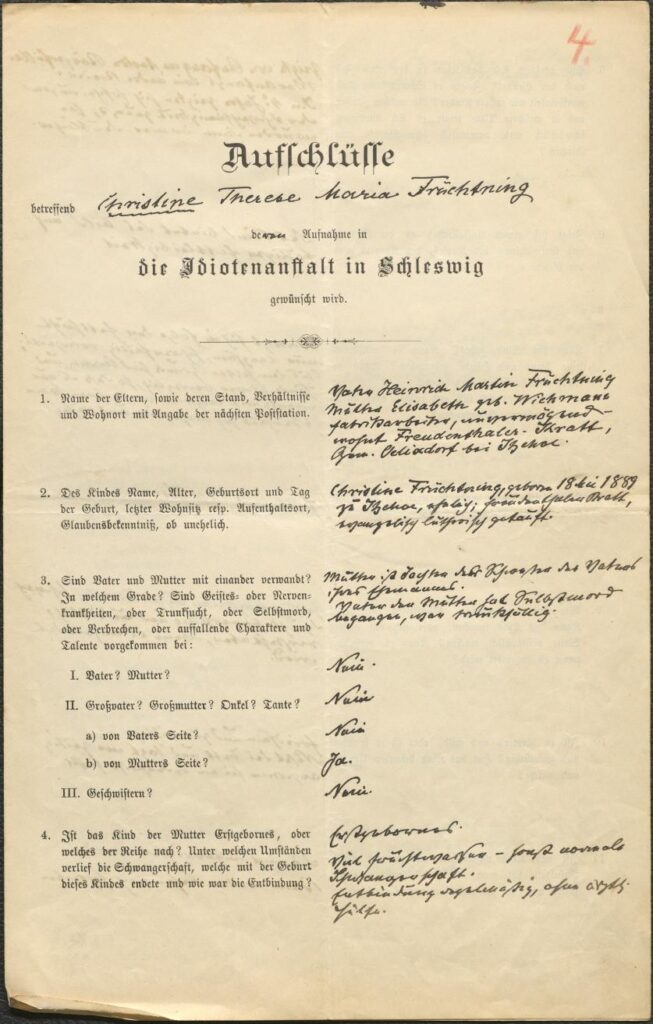 4.
Aufschlüsse
betreffend Christine Therese Maria Früchtning
deren Aufnahme in
die Idiotenanstalt in Schleswig
gewünscht wird.
1. Name der Eltern, sowie deren Stand, Verhältnisse
und Wohnort mit Angabe der nächsten Poststation.
Vater Heinrich Martin Früchtning
Mutter Elisabeth geb. Wichmann
Fabrikarbeiter, unvermögend
wohnt Freudenthaler-Kratt,
Gem. bei Itzehoe.
2. Des Kindes Name, Alter, Geburtsort und Tag
der Geburt, letzter Wohnsitz resp. Aufenthaltsort,
Glaubensbekenntniß, ob unehelich.
Christine Früchtning, geboren 18 Mai 1889
zu Itzehoe, ehelich; Freudenthaler Kratt,
evangelisch lutherisch getauft.
3. Sind Vater und Mutter mit einander verwandt?
In welchem Grade? Sind Geistes- oder Nerven-
krankheiten, oder Trunksucht, oder Selbstmord,
oder Verbrechen, oder auffallende Charaktere und
Talente vorgekommen bei:
Mutter ist Tochter der Schwester des Vaters
ihres Ehemannes.
Vater der Mutter hat Selbstmord
begangen, war trunkfällig.
I. Vater? Mutter? Nein.
II. Großvater? Großmutter? Onkel? Tante? Nein
a) von Vaters Seite? Nein
b) von Mutters Seite? Ja.
III. Geschwistern? Nein.
4. Ist das Kind der Mutter Erstgebornes, oder
welches der Reihe nach? Unter welchen Umständen
verlief die Schwangerschaft, welche mit der Geburt
dieses Kindes endete und wie war die Entbindung?
Erstgebornes.
Viel Fruchtwasser – sonst normale
Schwangerschaft.
Entbindung regelmäßig, ohne ärztl.
Hülfe.